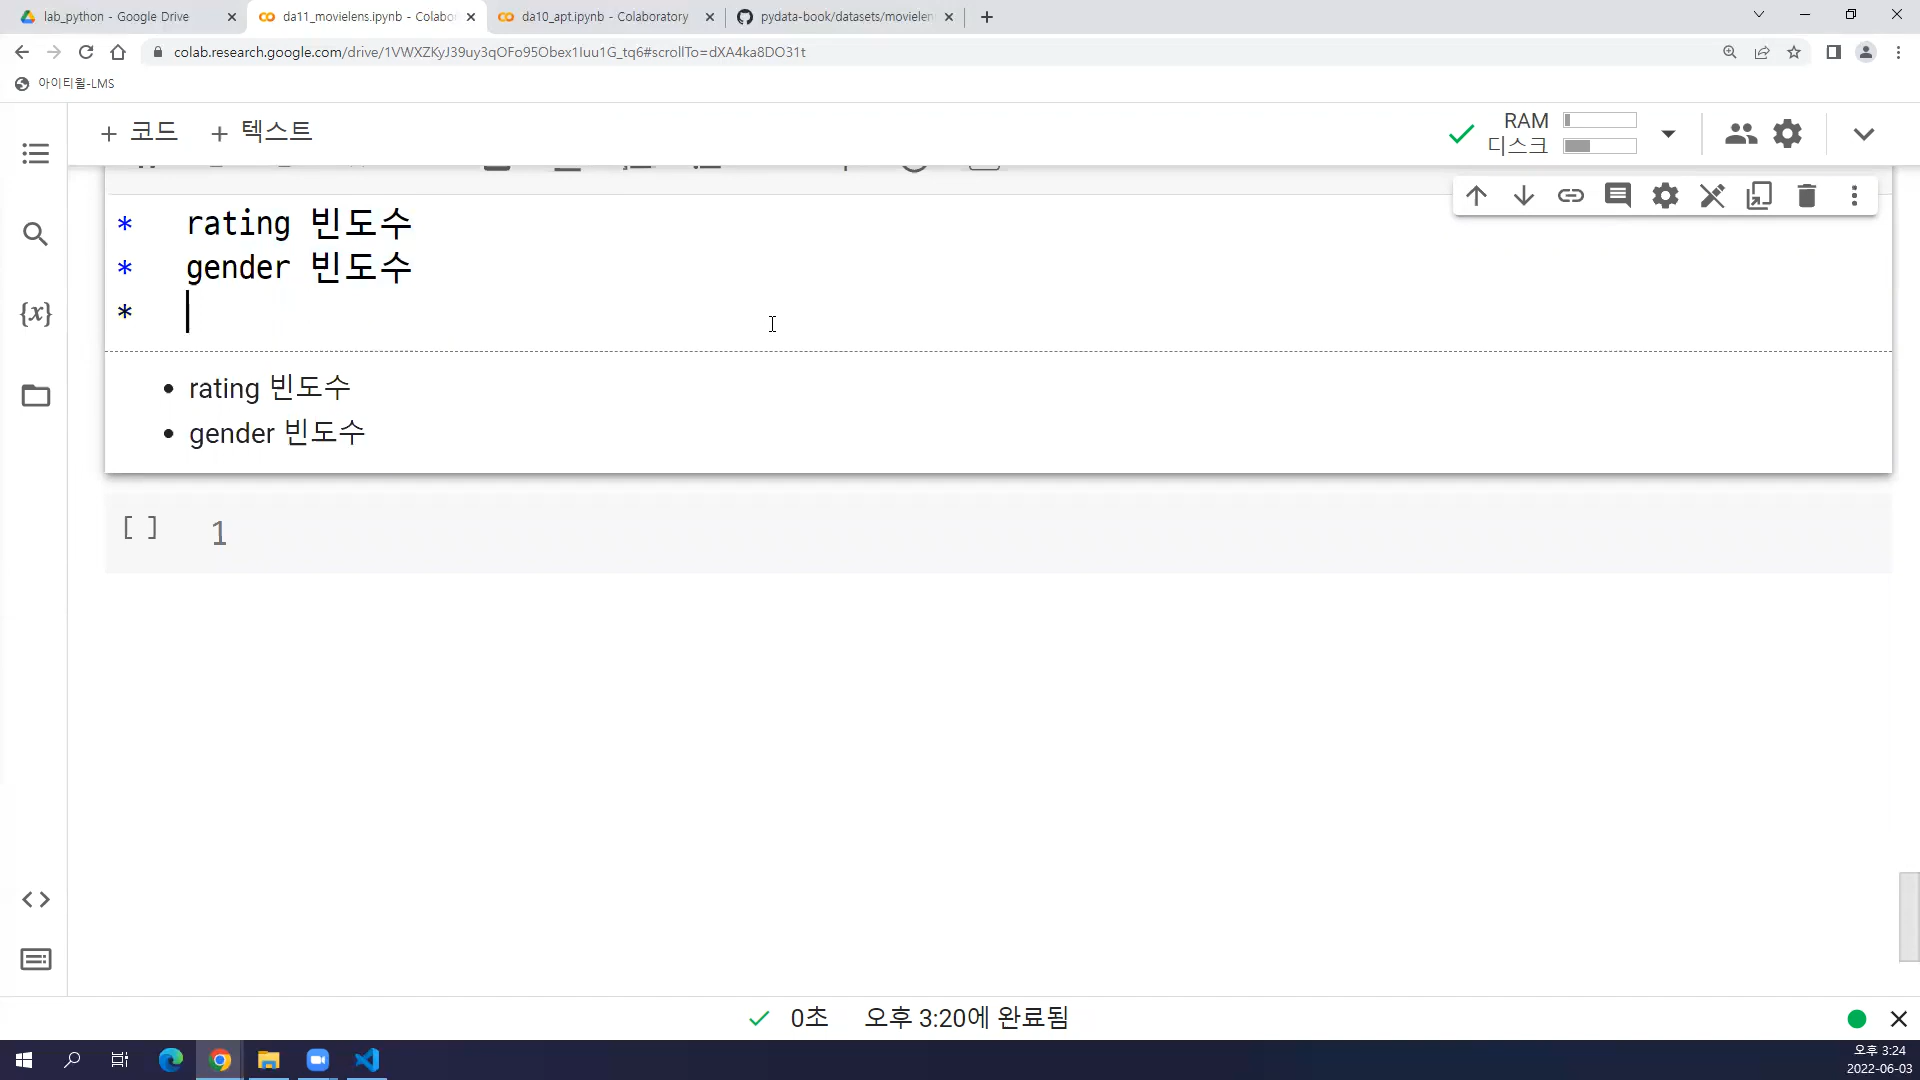 lab_python - Google Drive
da11_movielens.ipynb - Colabor
da10_apt.ipynb - Colaboratory
pydata-book/datasets/movielen
colab.research.google.com/drive/1VWXZKyJ39uy3qOFo95Obex1Iuu1G_tq6#scrollTo=dXA4ka8DO31t
아이티윌-LMS
+ 코드
+ 텍스트
RAM
디스크
* rating 빈도수
* gender 빈도수
*
• rating 빈도수
• gender 빈도수
{x}
[ ] 1
0초 오후 3:20에 완료됨
오후 3:24
2022-06-03